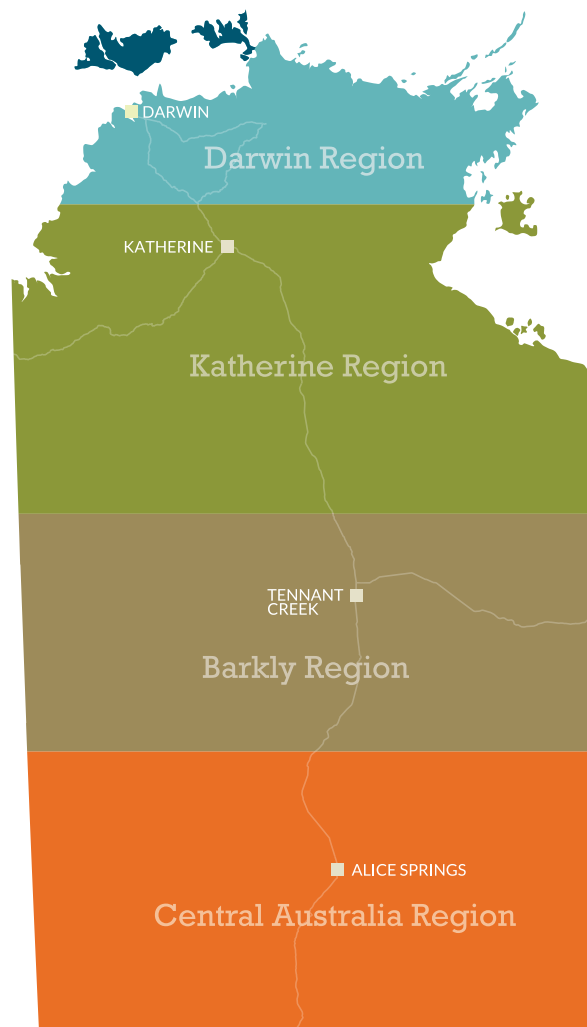 DARWIN
Darwin Region
KATHERINE
Katherine Region
TENNANT
CREEK
Barkly Region
ALICE SPRINGS
Central Australia Region